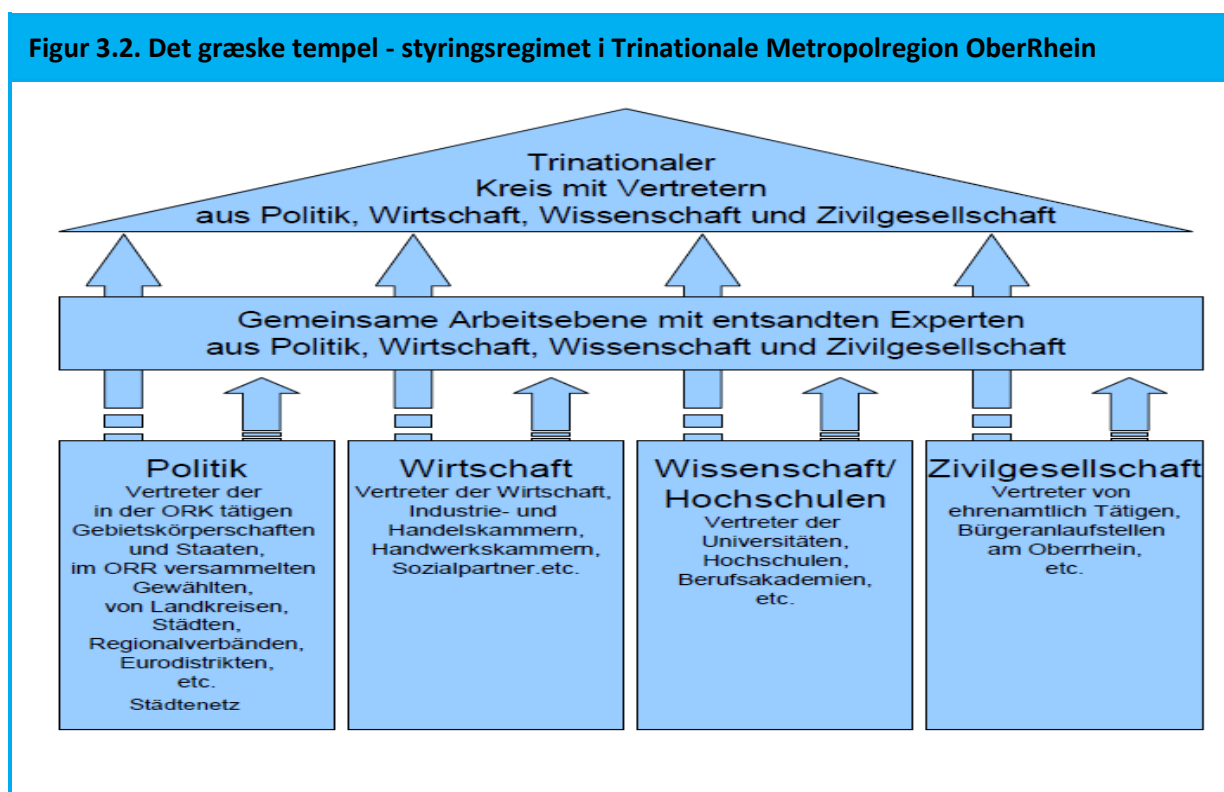 Figur 3.2. Det græske tempel - styringsregimet i Trinationale Metropolregion OberRhein
Trinationaler
Kreis mit Vertretern
aus Politik, Wirtschaft, Wissenschaft und Zivilgesellschaft
Gemeinsame Arbeitsebene mit entsandten Experten
aus Politik, Wirtschaft, Wissenschaft und Zivilgesellschaft
Politik
Vertreter der
in der ORK tätigen
Gebietskörperschaften
und Staaten,
im ORR versammelten
Gewählten,
von Landkreisen,
Städten,
Regionalverbänden,
Eurodistrikten,
etc.
Städtenetz
Wirtschaft
Vertreter der Wirtschaft,
Industrie- und
Handelskammern,
Handwerkskammern,
Sozialpartner.etc.
Wissenschaft/
Hochschulen
Vertreter der
Universitäten,
Hochschulen,
Berufsakademien,
etc.
Zivilgesellschaft
Vertreter von
ehrenamtlich Tätigen,
Bürgeranlaufstellen
am Oberrhein,
etc.